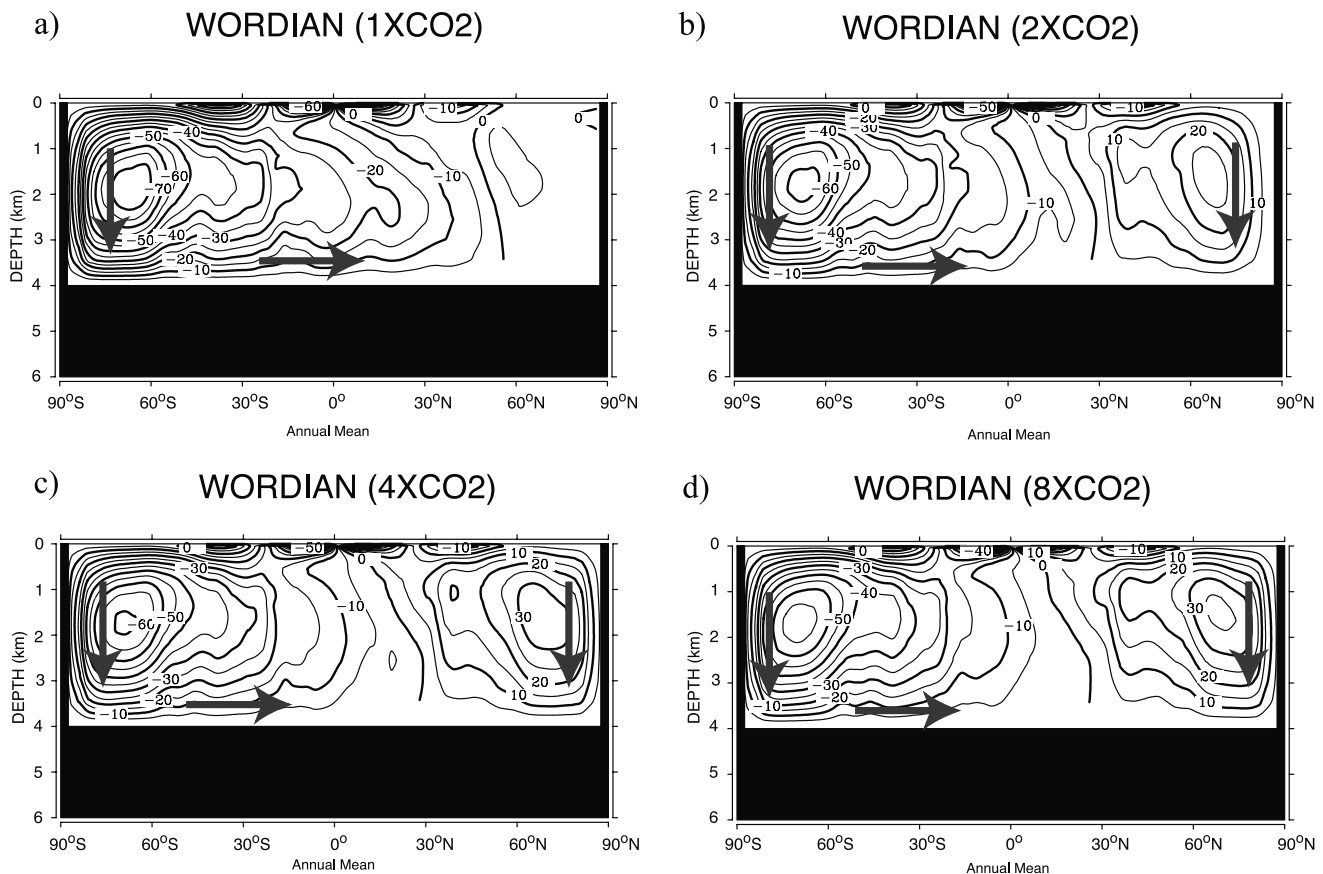 a) WORDIAN (1XCO2)
0 −60 −10
0 0 0
−50 −40
1
−60 −20 −10
−70
2
DEPTH (km)
3
−50 −40 −30
−20
−10
4
5
6
90°S 60°S 30°S 0° 30°N 60°N 90°N
Annual Mean
b) WORDIAN (2XCO2)
0 0 −50 −10
−20 0
−40 −30 20
1 10
−50
−60
2 −10 10
DEPTH (km)
3 −40
−30 −20
10
4
5
6
90°S 60°S 30°S 0° 30°N 60°N 90°N
Annual Mean
c) WORDIAN (4XCO2)
0 0 −50 −10 10
0
−30 20
1
−10
−60 −50 30
2
DEPTH (km)
3 −30 20
−20 10
−10
4
5
6
90°S 60°S 30°S 0° 30°N 60°N 90°N
Annual Mean
d) WORDIAN (8XCO2)
0 0 −40 10 −10
10
−30 0 20
1 −40
30
−50
2 −10
DEPTH (km)
3 −30 20
−20
−10 10
4
5
6
90°S 60°S 30°S 0° 30°N 60°N 90°N
Annual Mean